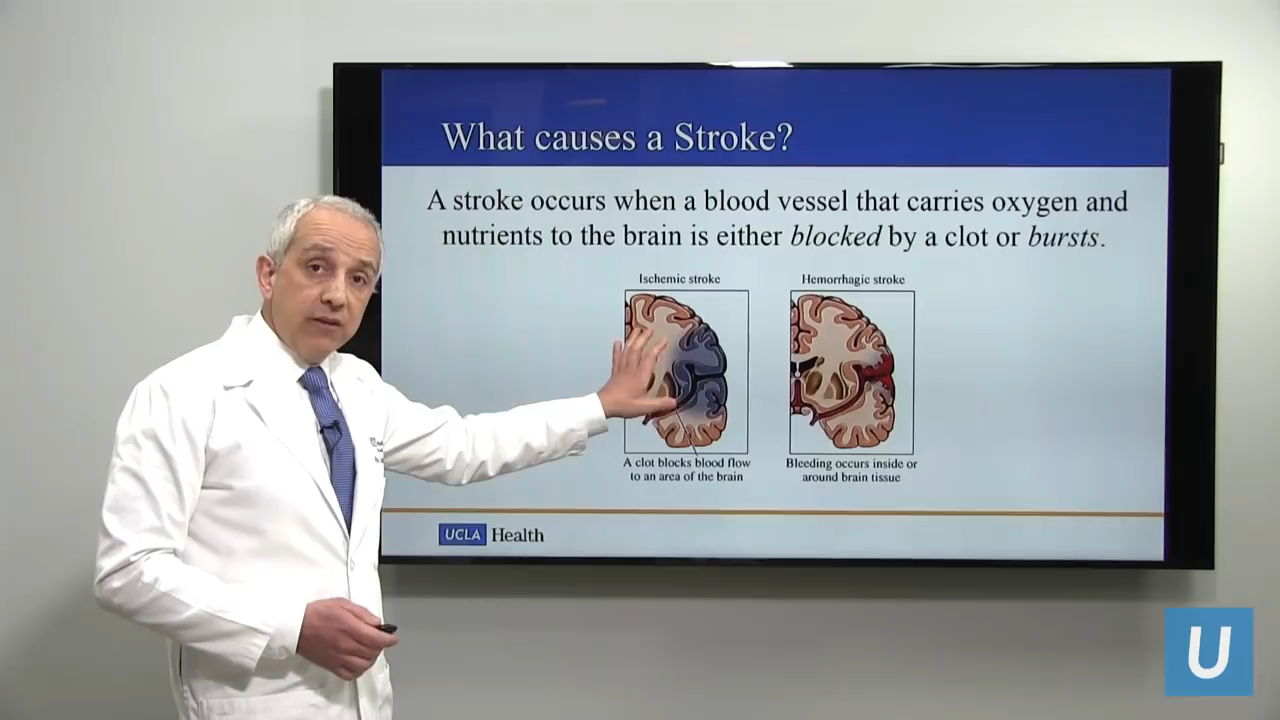 What causes a Stroke?
A stroke occurs when a blood vessel that carries oxygen and
nutrients to the brain is either blocked by a clot or bursts.
Ischemic stroke
Hemorrhagic stroke
A clot blocks blood flow
to an area of the brain
Bleeding occurs inside or
around brain tissue
UCLA Health
U